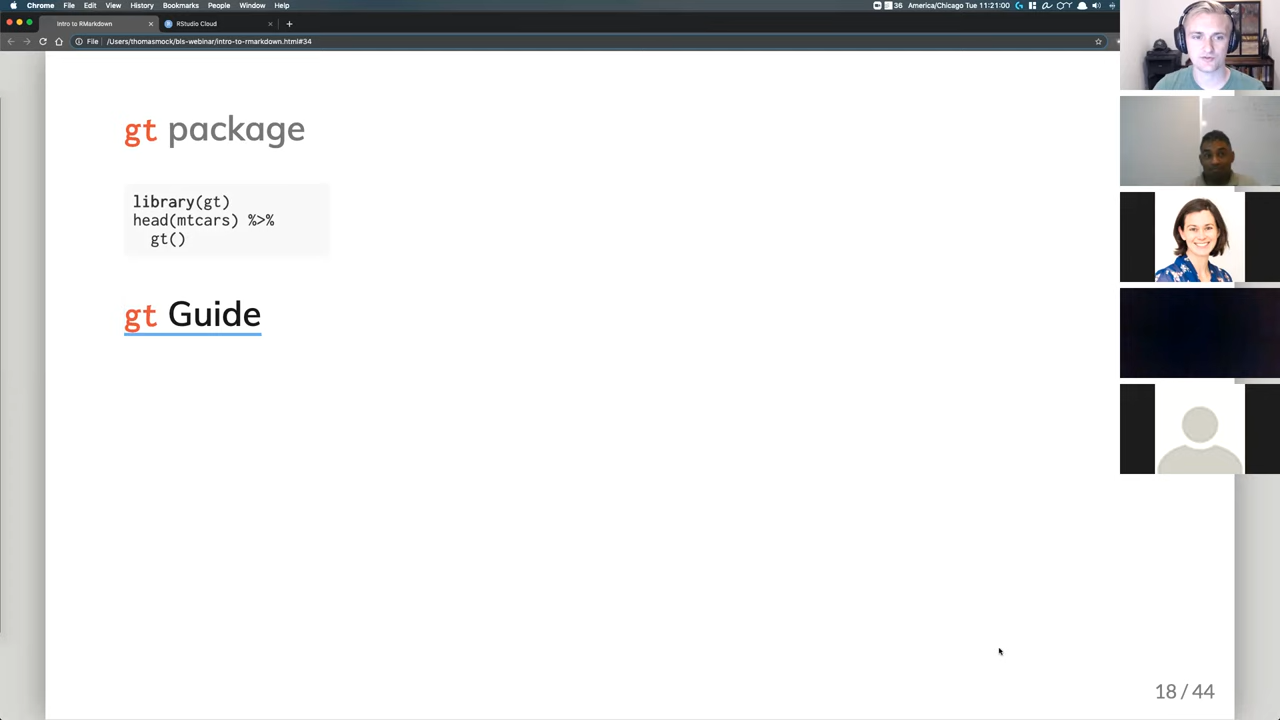 Chrome File Edit View History Bookmarks People Window Help
36 America/Chicago Tue 11:21:00
Intro to RMarkdown
RStudio Cloud
File /Users/thomasmock/bls-webinar/intro-to-rmarkdown.html#34
gt package
library(gt)
head(mtcars) %>%
gt()
gt Guide
18 / 44